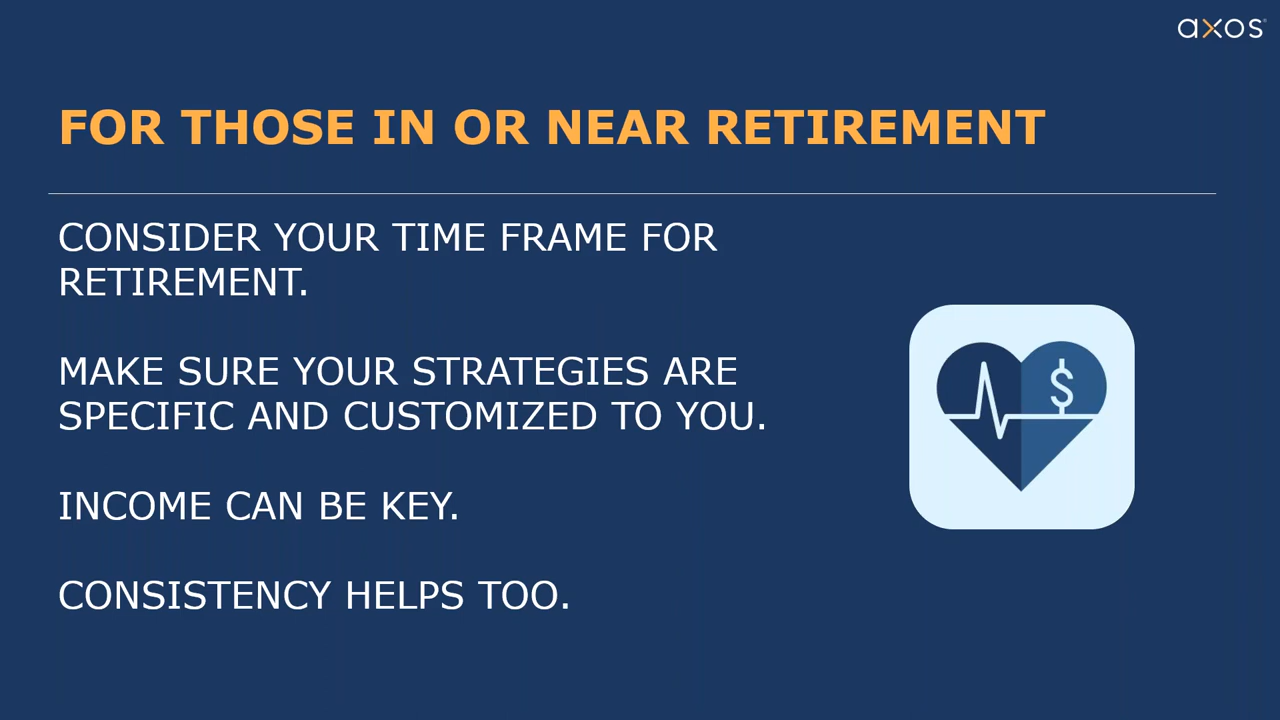 axos
FOR THOSE IN OR NEAR RETIREMENT
CONSIDER YOUR TIME FRAME FOR
RETIREMENT.
MAKE SURE YOUR STRATEGIES ARE
SPECIFIC AND CUSTOMIZED TO YOU.
$
INCOME CAN BE KEY.
CONSISTENCY HELPS TOO.